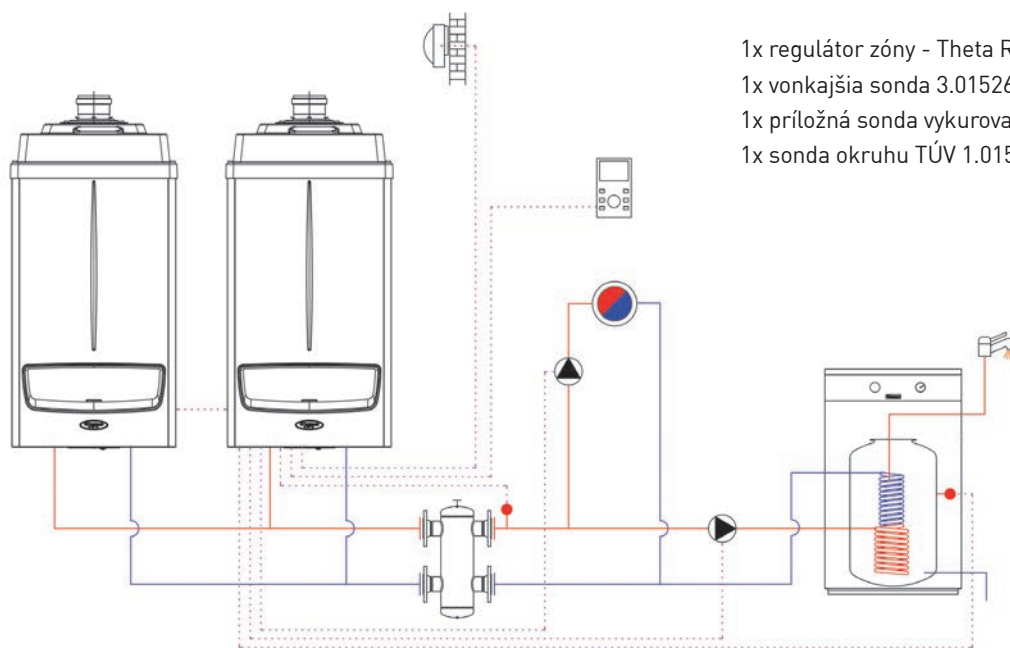 1x regulátor zóny - Theta R
1x vonkajšia sonda 3.01526
1x príložná sonda vykurova
1x sonda okruhu TÚV 1.015